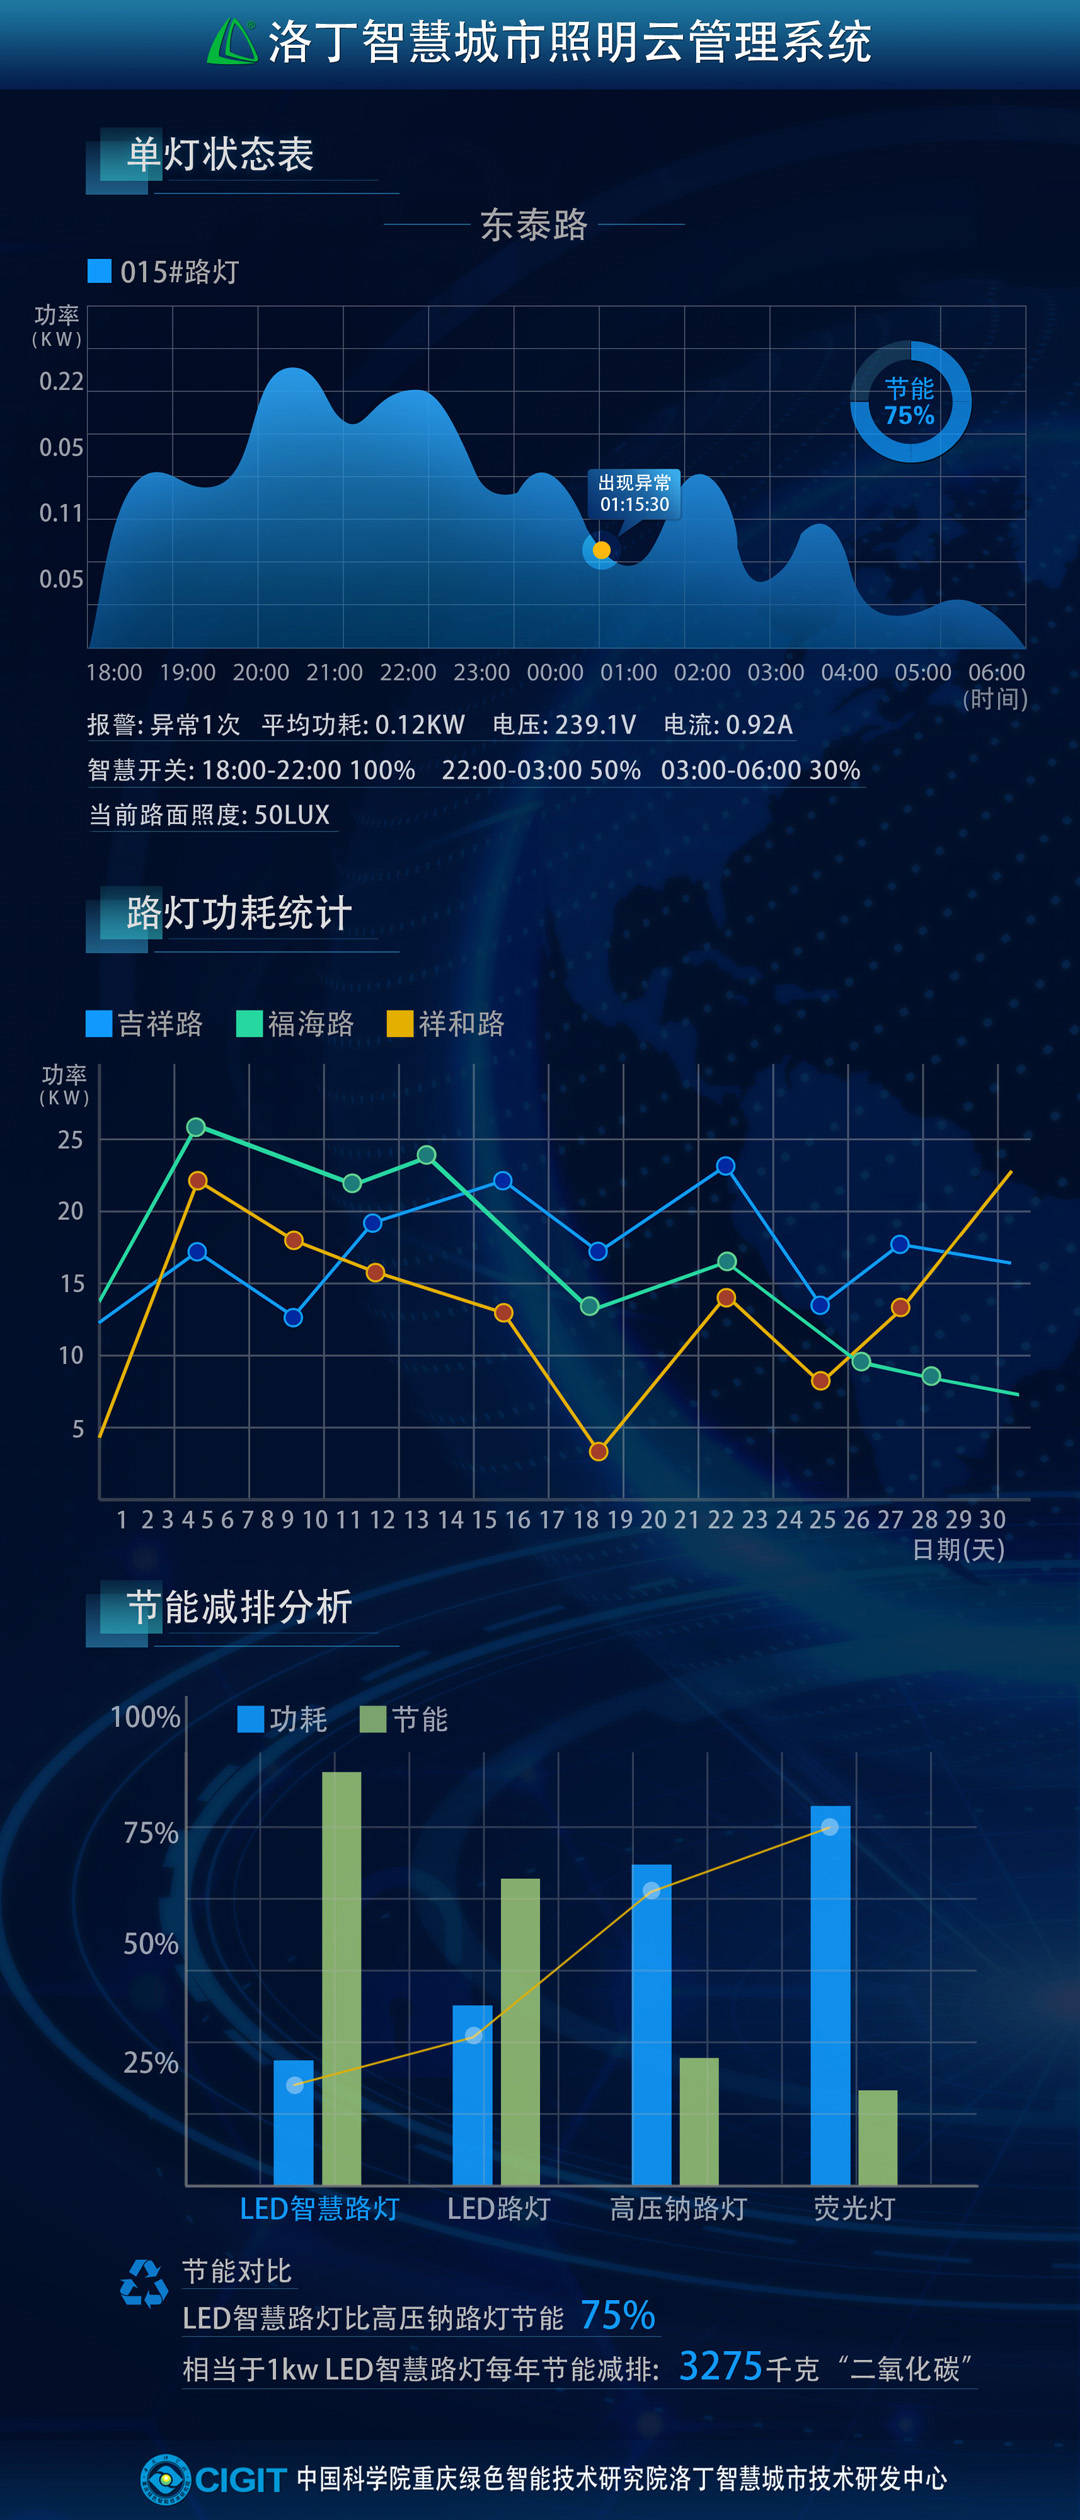 洛丁智慧城市照明云管理系统
单灯状态表
东泰路
015#路灯
功率
(KW)
0.22
0.05
0.11
0.05
节能
75%
出现异常
01:15:30
18:00 19:00 20:00 21:00 22:00 23:00 00:00 01:00 02:00 03:00 04:00 05:00 06:00
(时间)
报警: 异常1次 平均功耗: 0.12KW 电压: 239.1V 电流: 0.92A
智慧开关: 18:00-22:00 100% 22:00-03:00 50% 03:00-06:00 30%
当前路面照度: 50LUX
路灯功耗统计
吉祥路 福海路 祥和路
功率
(KW)
25
20
15
10
5
1 2 3 4 5 6 7 8 9 10 11 12 13 14 15 16 17 18 19 20 21 22 23 24 25 26 27 28 29 30
日期(天)
节能减排分析
100%
功耗 节能
75%
50%
25%
LED智慧路灯 LED路灯 高压钠路灯 荧光灯
节能对比
LED智慧路灯比高压钠路灯节能 75%
相当于1kw LED智慧路灯每年节能减排: 3275千克“二氧化碳”
CIGIT 中国科学院重庆绿色智能技术研究院洛丁智慧城市技术研发中心